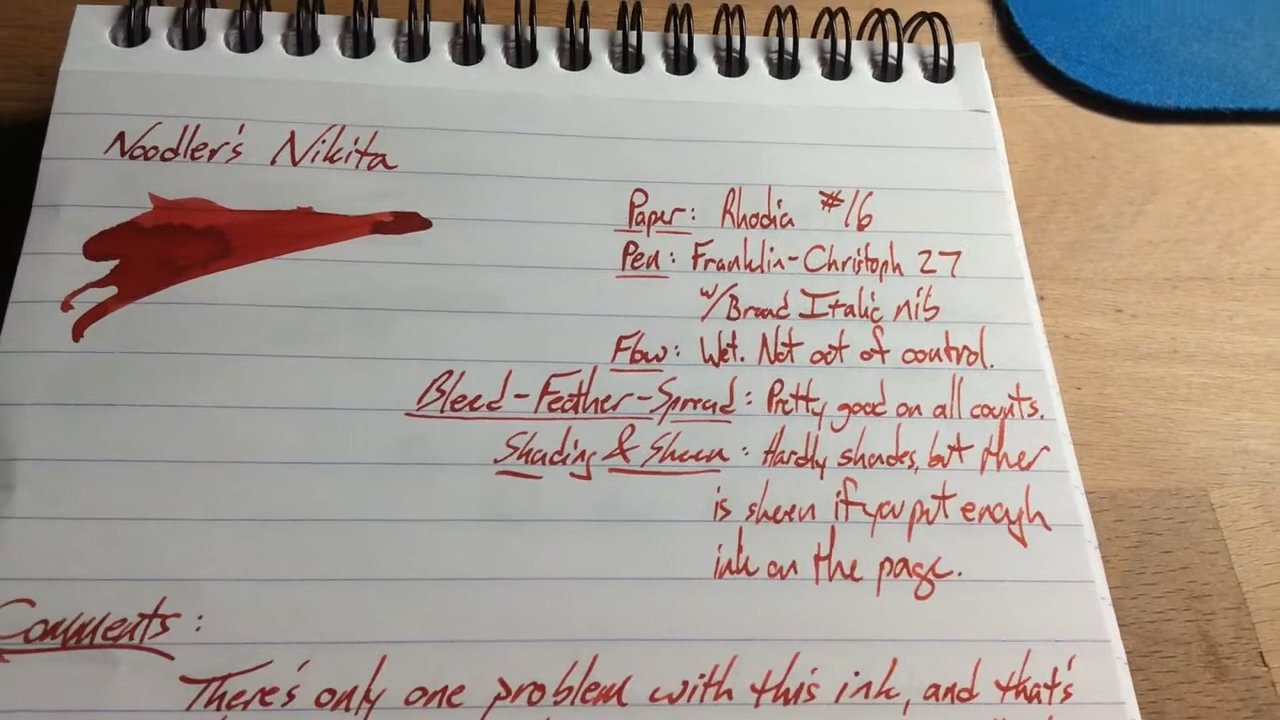 Noodler's Nikita
Paper: Rhodia #16
Pen: Franklin-Christoph 27
w/Broad Italic nib
Flow: Wet. Not out of control.
Bleed-Feather-Spread: Pretty good on all counts.
Shading & Sheen: Hardly shades, but ther
is sheen if you put enough
ink on the page.
Comments:
There's only one problem with this ink, and that's